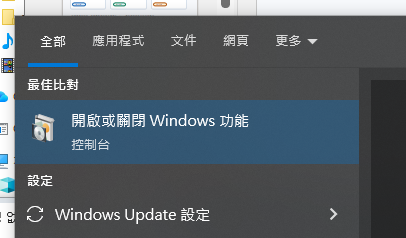 全部 應用程式 文件 網頁 更多
最佳比對
開啟或關閉 Windows 功能
控制台
設定
Windows Update 設定